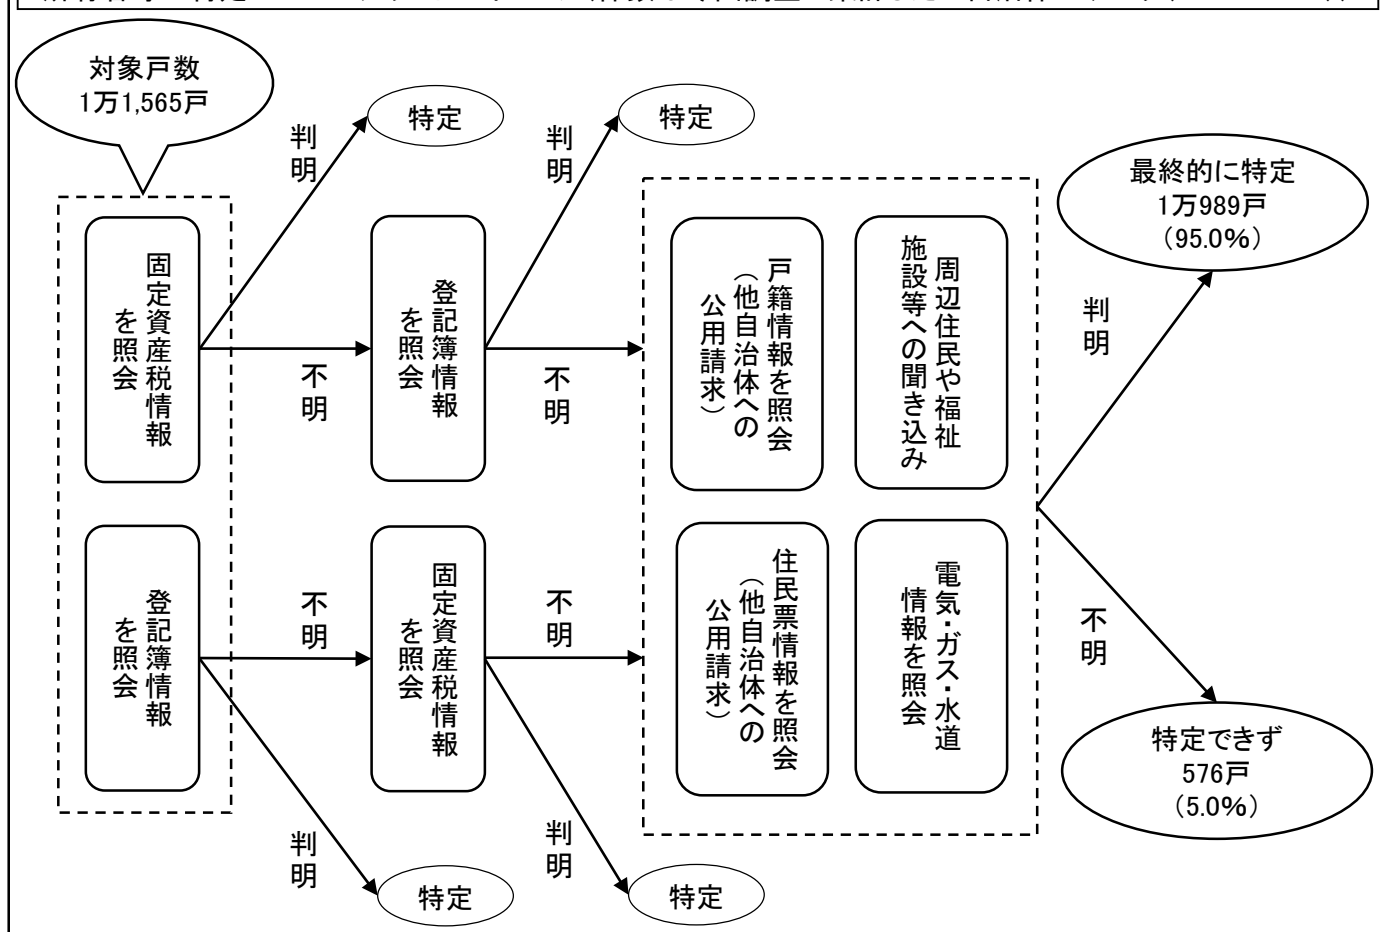 対象戸数
1万1,565戸
固定資産税情報
を照会
登記簿情報
を照会
判明
特定
不明
登記簿情報
を照会
判明
特定
不明
不明
判明
特定
固定資産税情報
を照会
不明
判明
特定
戸籍情報を照会
（他自治体への
公用請求）
周辺住民や福祉
施設等への聞き込み
住民票情報を照会
（他自治体への
公用請求）
電気・ガス・水道
情報を照会
判明
最終的に特定
1万989戸
（95.0%）
不明
特定できず
576戸
（5.0%）